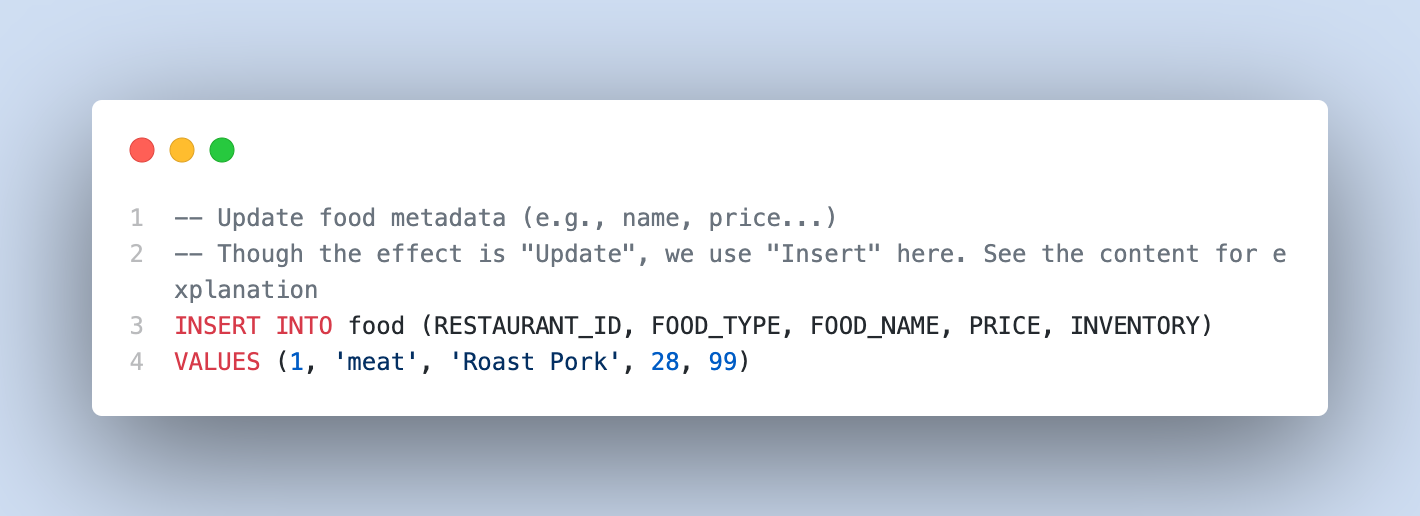 1 -- Update food metadata (e.g., name, price...)
2 -- Though the effect is "Update", we use "Insert" here. See the content for e
xplanation
3 INSERT INTO food (RESTAURANT_ID, FOOD_TYPE, FOOD_NAME, PRICE, INVENTORY)
4 VALUES (1, 'meat', 'Roast Pork', 28, 99)